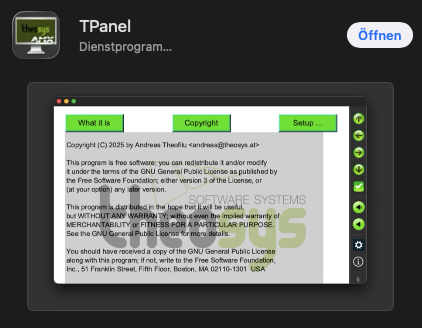 theosys
AMX
TPanel
Dienstprogram...
Öffnen
What it is
Copyright
Setup ...
Copyright (C) 2025 by Andreas Theofilu <andreas@theosys.at>
This program is free software; you can redistribute it and/or modify
it under the terms of the GNU General Public License as published by
the Free Software Foundation; either version 3 of the License, or
(at your option) any later version.
This program is distributed in the hope that it will be useful,
but WITHOUT ANY WARRANTY; without even the implied warranty of
MERCHANTABILITY or FITNESS FOR A PARTICULAR PURPOSE.
See the GNU General Public License for more details.
You should have received a copy of the GNU General Public License
along with this program; if not, write to the Free Software Foundation,
Inc., 51 Franklin Street, Fifth Floor, Boston, MA 02110-1301 USA
SOFTWARE SYSTEMS
theosys